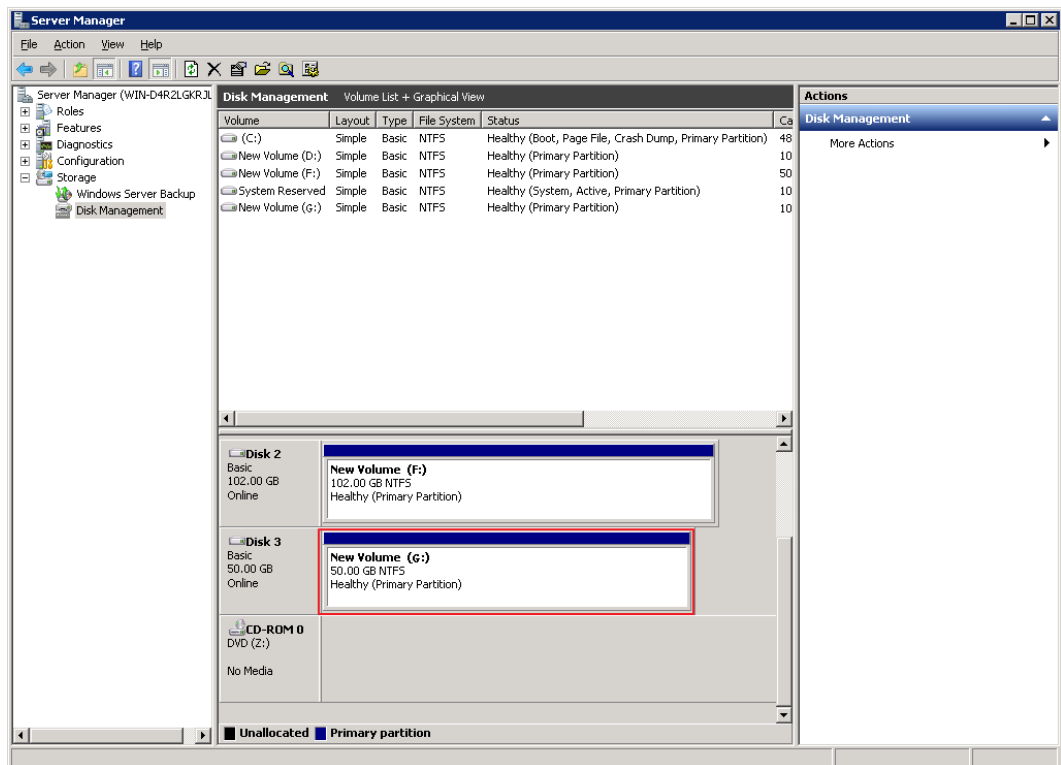 Server Manager
File Action View Help
Server Manager (WIN-D4R2LGKRJL
Roles
Features
Diagnostics
Configuration
Storage
Windows Server Backup
Disk Management
Disk Management Volume List + Graphical View
Volume Layout Type File System Status Ca
(C:) Simple Basic NTFS Healthy (Boot, Page File, Crash Dump, Primary Partition) 48
New Volume (D:) Simple Basic NTFS Healthy (Primary Partition) 10
New Volume (F:) Simple Basic NTFS Healthy (Primary Partition) 50
System Reserved Simple Basic NTFS Healthy (System, Active, Primary Partition) 10
New Volume (G:) Simple Basic NTFS Healthy (Primary Partition) 10
Disk 2
Basic
102.00 GB
Online
New Volume (F:)
102.00 GB NTFS
Healthy (Primary Partition)
Disk 3
Basic
50.00 GB
Online
New Volume (G:)
50.00 GB NTFS
Healthy (Primary Partition)
CD-ROM 0
DVD (Z:)
No Media
Unallocated Primary partition
Actions
Disk Management
More Actions